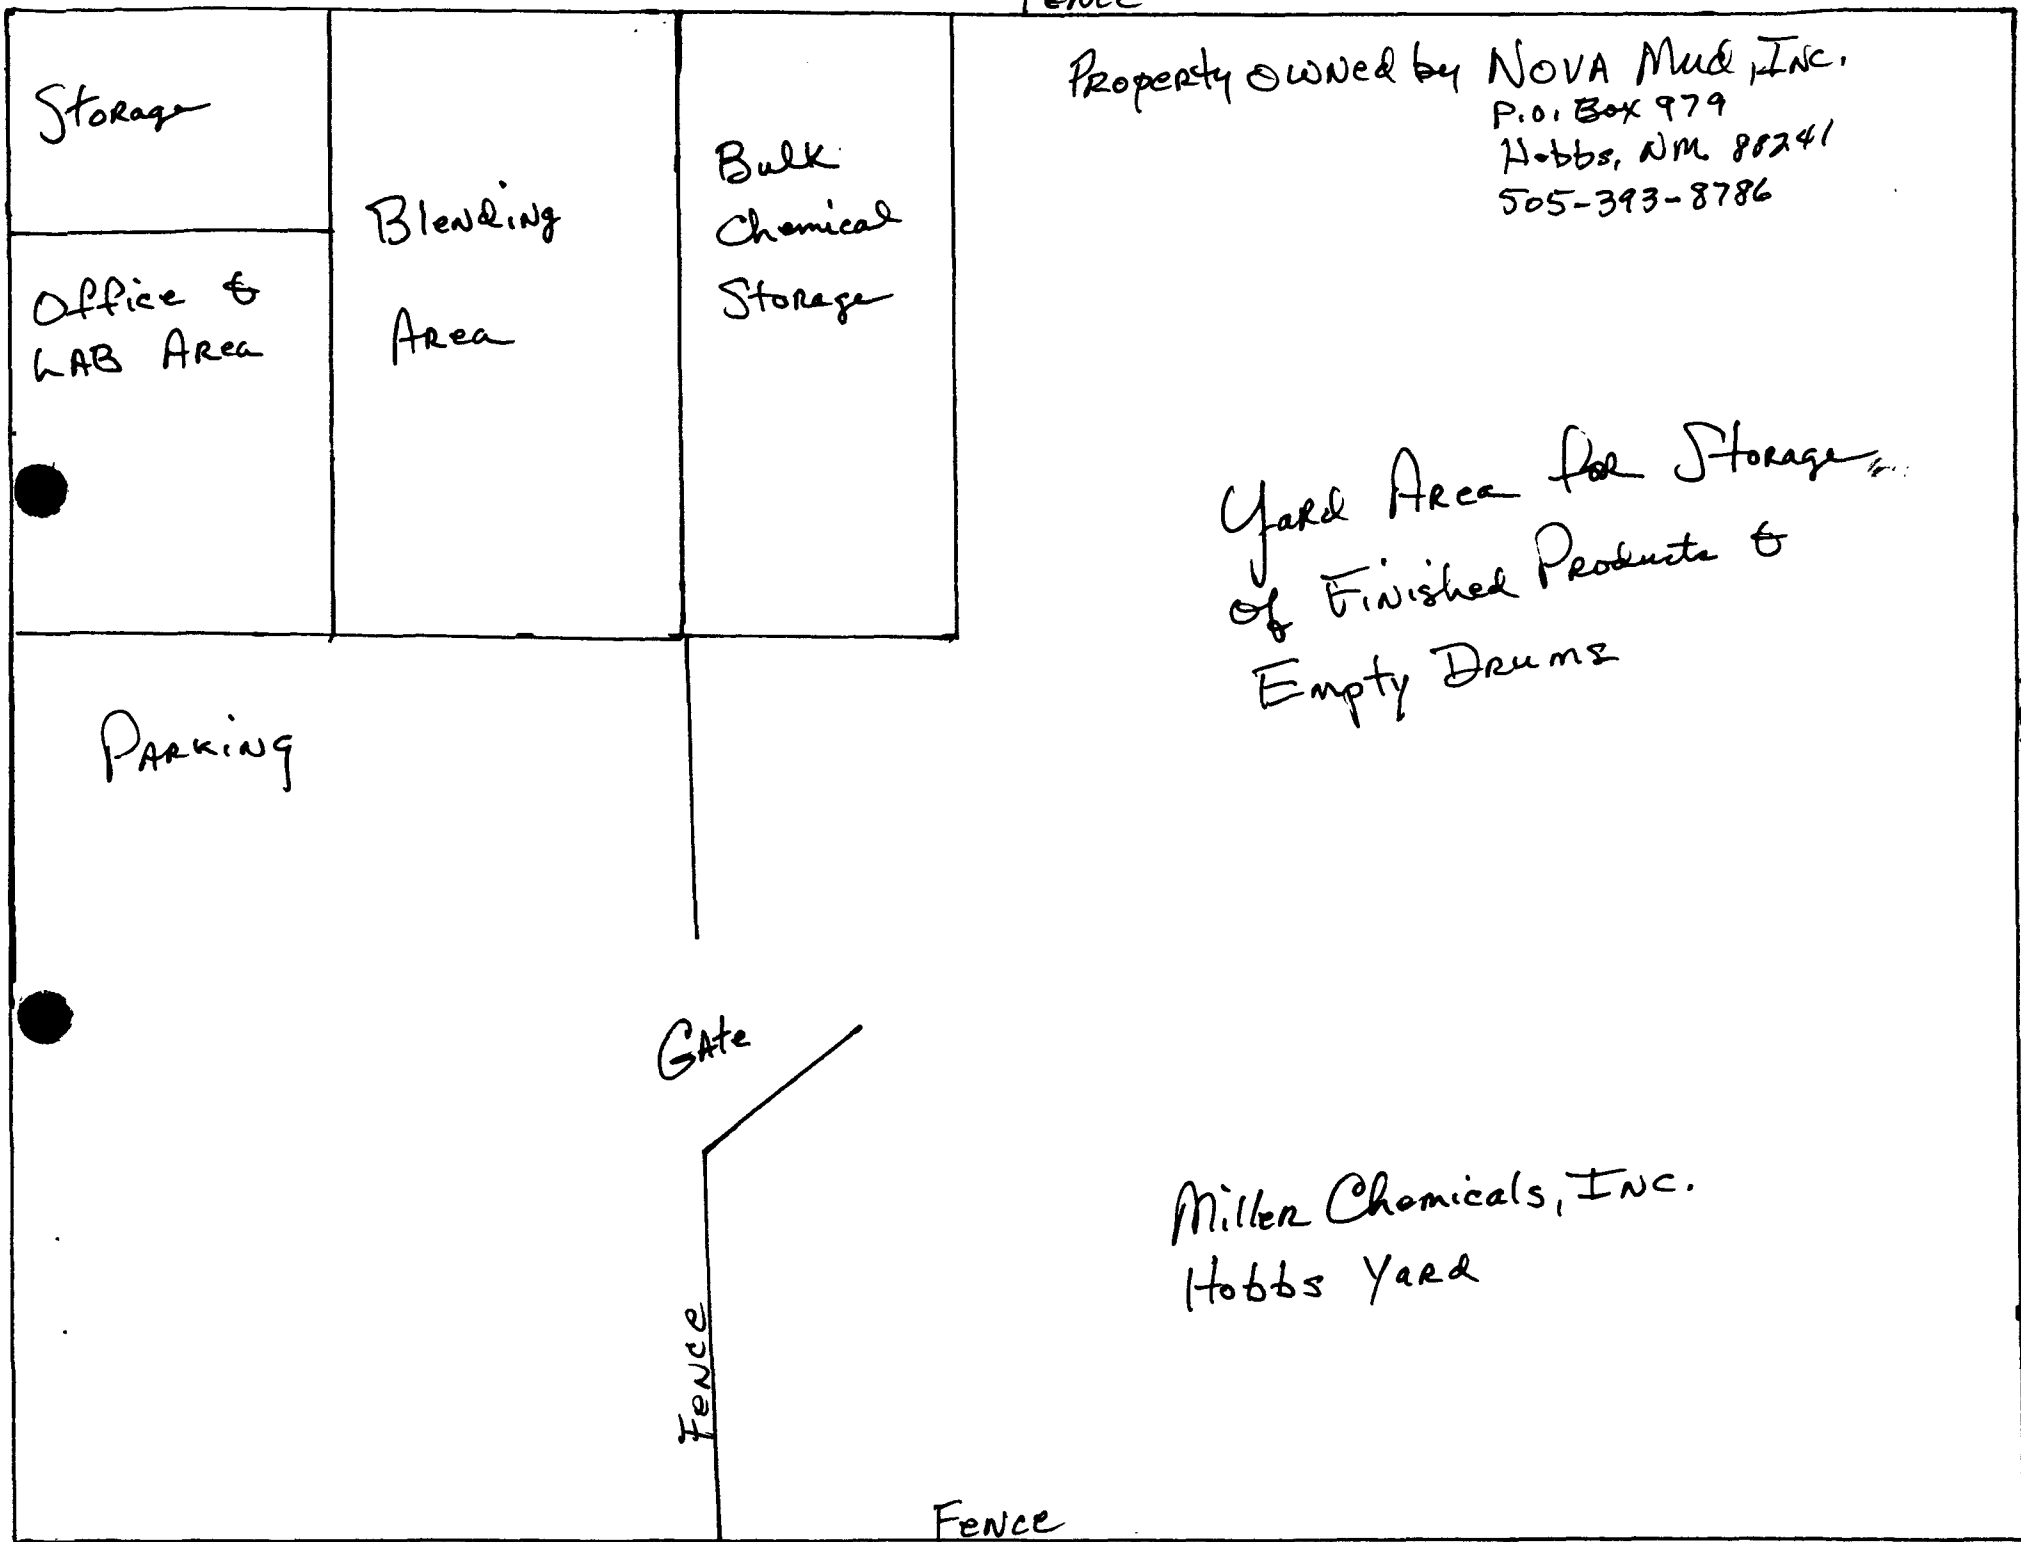 Fence
Property owned by Nova Mud, Inc.
P.O. Box 979
Hobbs, NM 88241
505-393-8786
Storage
Office &
LAB Area
Blending
Area
Bulk
Chemical
Storage
Yard Area for Storage
of Finished Products &
Empty Drums
Parking
Gate
Miller Chemicals, Inc.
Hobbs Yard
Fence
Fence